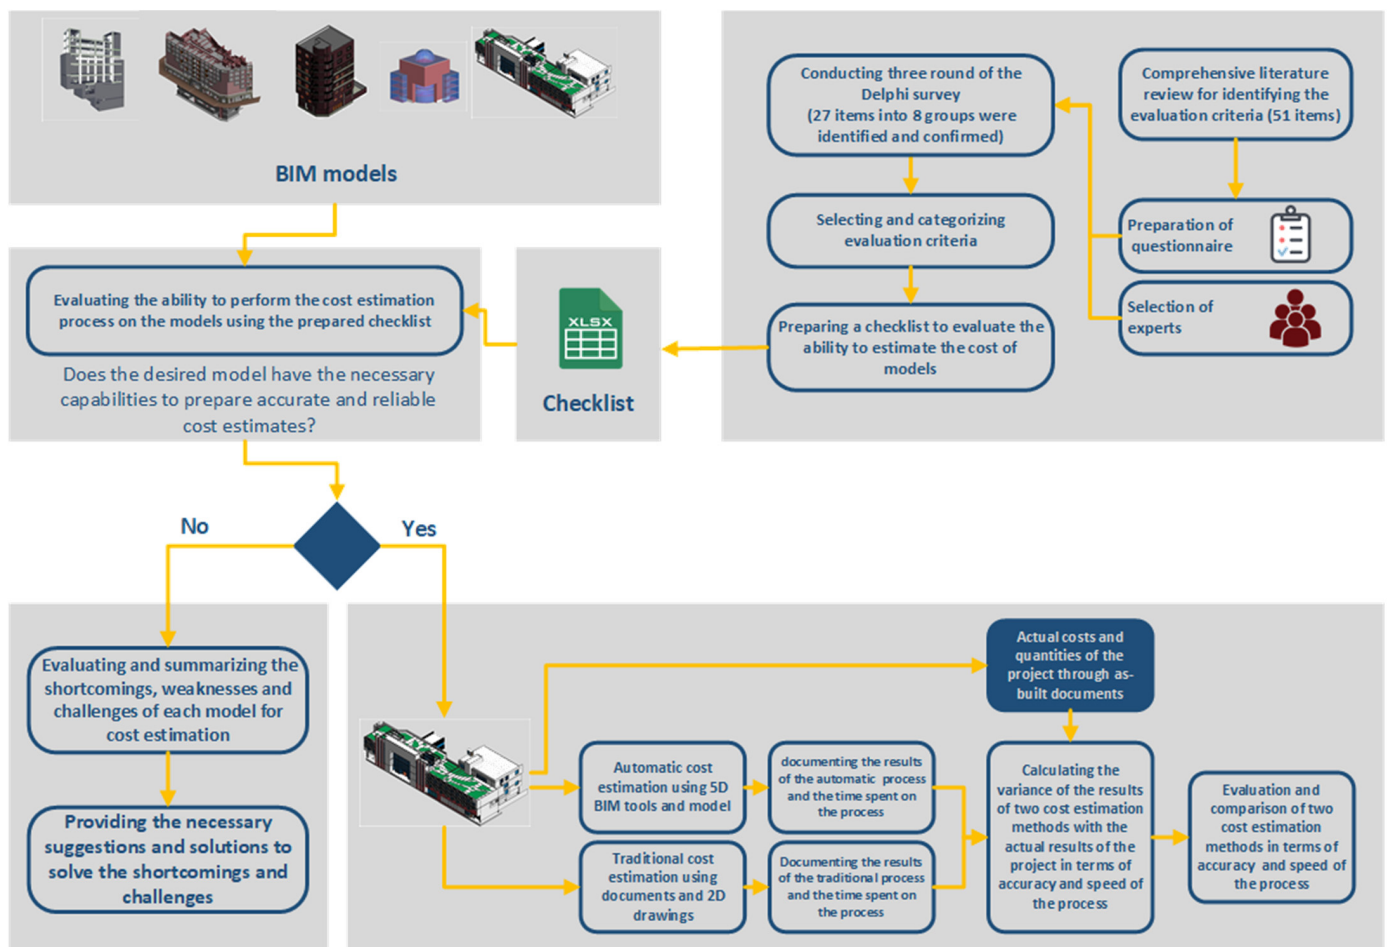 BIM models
Conducting three round of the
Delphi survey
(27 items into 8 groups were
identified and confirmed)
Comprehensive literature
review for identifying the
evaluation criteria (51 items)
Selecting and categorizing
evaluation criteria
Preparation of
questionnaire
Selection of
experts
Preparing a checklist to evaluate the
ability to estimate the cost of
models
XLSX
Checklist
Evaluating the ability to perform the cost estimation
process on the models using the prepared checklist
Does the desired model have the necessary
capabilities to prepare accurate and reliable
cost estimates?
No
Yes
Evaluating and summarizing the
shortcomings, weaknesses and
challenges of each model for
cost estimation
Providing the necessary
suggestions and solutions to
solve the shortcomings and
challenges
Actual costs and
quantities of the
project through as-
built documents
Automatic cost
estimation using 5D
BIM tools and model
documenting the results
of the automatic process
and the time spent on
the process
Traditional cost
estimation using
documents and 2D
drawings
Documenting the results
of the traditional process
and the time spent on
the process
Calculating the
variance of the results
of two cost estimation
methods with the
actual results of the
project in terms of
accuracy and speed of
the process
Evaluation and
comparison of two
cost estimation
methods in terms of
accuracy and speed of
the process